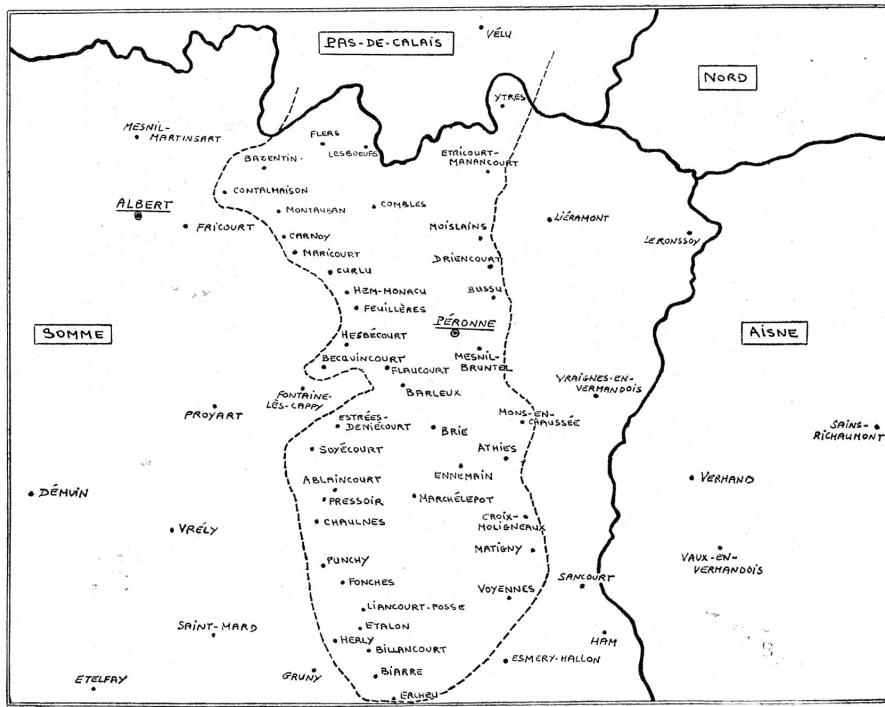 PAS-DE-CALAIS
VÉLU
NORD
YTRES
MESNIL-
MARTINSART
FLERS
LESBOEUFS
BAZENTIN
ETRICOURT-
MANANCOURT
CONTALMAISON
ALBERT
MONTAUBAN
COMBLES
FRICOURT
LIÉRAMONT
CARNOY
MOISLAINS
LERONSSOY
MARICOURT
DRIENCOURT
CURLU
HEM-MONACU
BUSSU
FEUILLÈRES
SOMME
PÉRONNE
AISNE
HESBÉCOURT
MESNIL-
BRUNTEL
BECQUINCOURT
FLAUCOURT
VRAIGNES-EN-
VERMANDOIS
FONTAINE-
LÈS-CAPPY
BARLEUX
PROYART
ESTRÉES-
DENIÉCOURT
BRIE
MONS-EN-
CHAUSSÉE
SAINS-
RICHAUMONT
SOYÉCOURT
ATHIES
ENNEMAIN
ABLAINCOURT
VERMAND
DÉMUIN
PRESSOIR
MARCHÉLEPOT
CHAULNES
CROIX-
MOLIGNEAUX
VRÉLY
MATIGNY
VAUX-EN-
VERMANDOIS
PUNCHY
FONCHES
SANCOURT
VOYENNES
LIANCOURT-FOSSE
SAINT-MARD
ETALON
HERLY
HAM
BILLANCOURT
ESMERY-HALLON
GRUNY
BIARRE
ETELFAY
ERCHEU